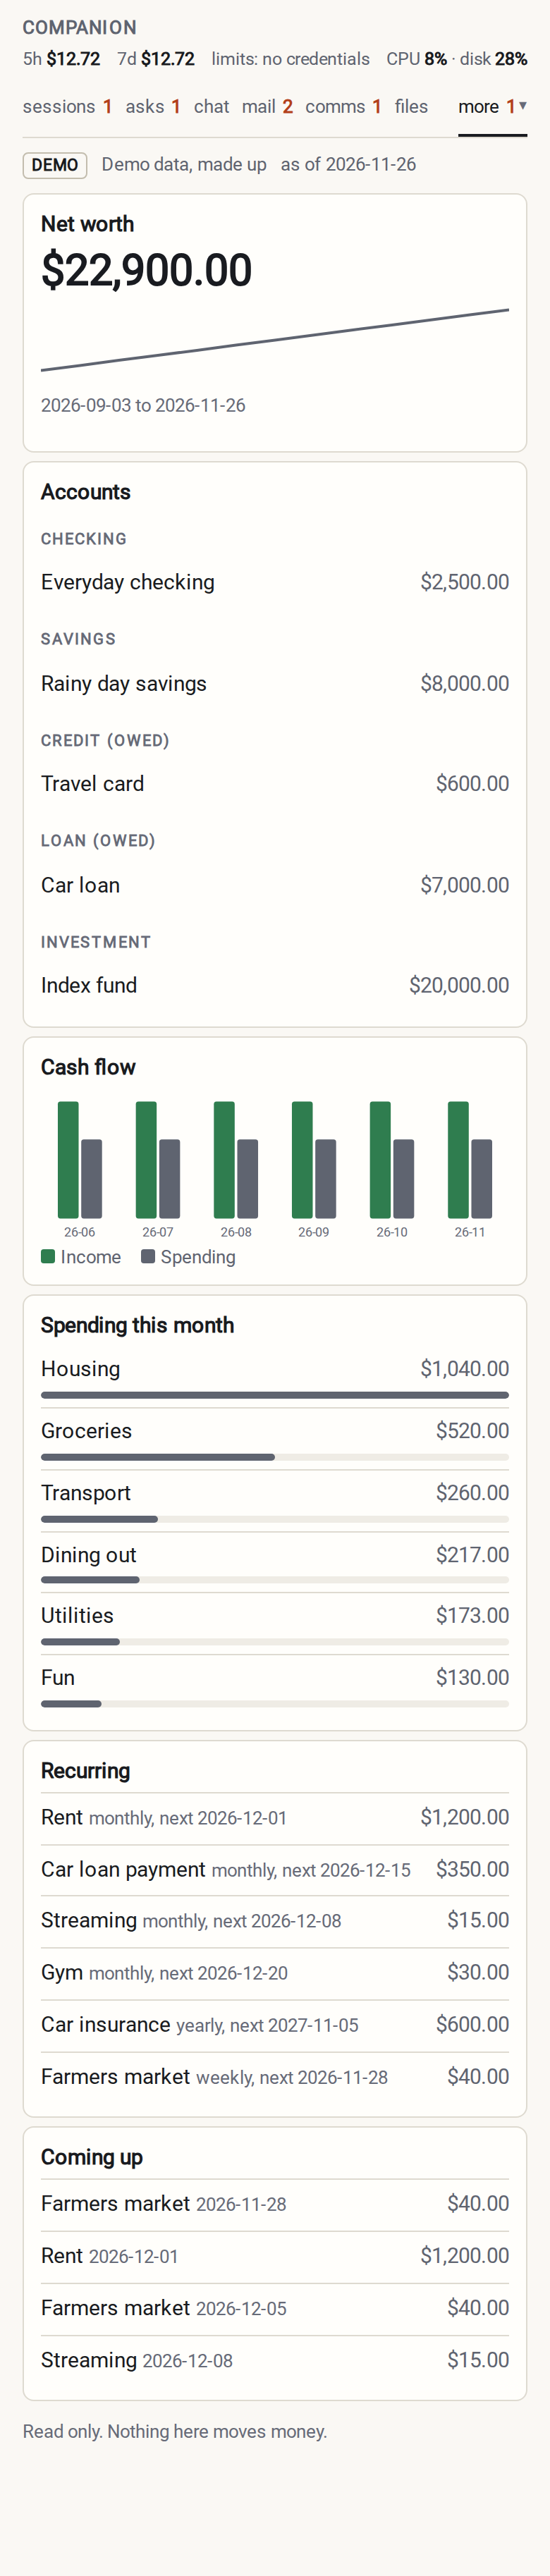 COMPANION
5h $12.72 7d $12.72 limits: no credentials CPU 8% · disk 28%
sessions 1 asks 1 chat mail 2 comms 1 files more 1 ▾
DEMO Demo data, made up as of 2026-11-26
Net worth
$22,900.00
2026-09-03 to 2026-11-26
Accounts
CHECKING
Everyday checking $2,500.00
SAVINGS
Rainy day savings $8,000.00
CREDIT (OWED)
Travel card $600.00
LOAN (OWED)
Car loan $7,000.00
INVESTMENT
Index fund $20,000.00
Cash flow
26-06 26-07 26-08 26-09 26-10 26-11
Income Spending
Spending this month
Housing $1,040.00
Groceries $520.00
Transport $260.00
Dining out $217.00
Utilities $173.00
Fun $130.00
Recurring
Rent monthly, next 2026-12-01 $1,200.00
Car loan payment monthly, next 2026-12-15 $350.00
Streaming monthly, next 2026-12-08 $15.00
Gym monthly, next 2026-12-20 $30.00
Car insurance yearly, next 2027-11-05 $600.00
Farmers market weekly, next 2026-11-28 $40.00
Coming up
Farmers market 2026-11-28 $40.00
Rent 2026-12-01 $1,200.00
Farmers market 2026-12-05 $40.00
Streaming 2026-12-08 $15.00
Read only. Nothing here moves money.